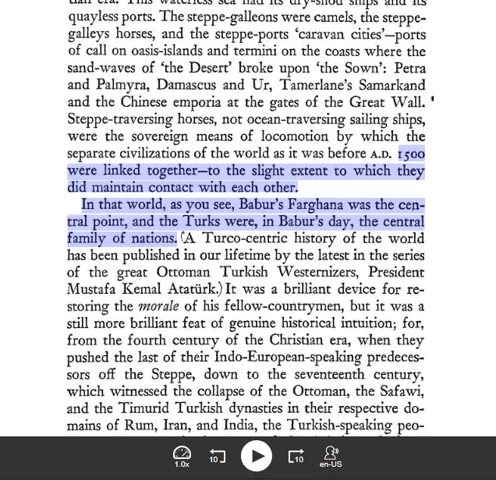 tian era. This waterless sea had its dry-shod ships and its
quayless ports. The steppe-galleons were camels, the steppe-
galleys horses, and the steppe-ports ‘caravan cities’—ports
of call on oasis-islands and termini on the coasts where the
sand-waves of ‘the Desert’ broke upon ‘the Sown’: Petra
and Palmyra, Damascus and Ur, Tamerlane's Samarkand
and the Chinese emporia at the gates of the Great Wall.
Steppe-traversing horses, not ocean-traversing sailing ships,
were the sovereign means of locomotion by which the
separate civilizations of the world as it was before A.D. 1500
were linked together—to the slight extent to which they
did maintain contact with each other.
In that world, as you see, Babur's Farghana was the cen-
tral point, and the Turks were, in Babur's day, the central
family of nations. (A Turco-centric history of the world
has been published in our lifetime by the latest in the series
of the great Ottoman Turkish Westernizers, President
Mustafa Kemal Atatürk.) It was a brilliant device for re-
storing the morale of his fellow-countrymen, but it was a
still more brilliant feat of genuine historical intuition; for,
from the fourth century of the Christian era, when they
pushed the last of their Indo-European-speaking predeces-
sors off the Steppe, down to the seventeenth century,
which witnessed the collapse of the Ottoman, the Safawi,
and the Timurid Turkish dynasties in their respective do-
mains of Rum, Iran, and India, the Turkish-speaking peo-
1.0x 10 10 en-US